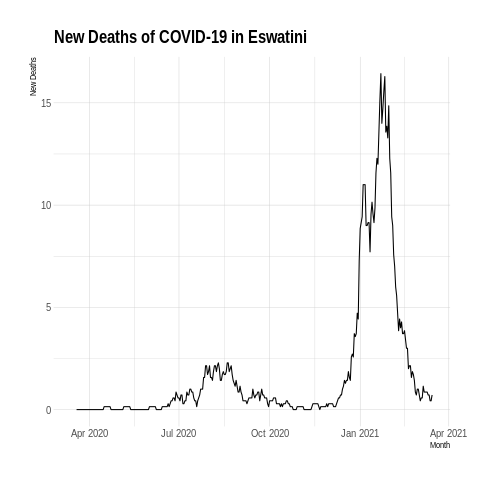 New Deaths of COVID-19 in Eswatini
New Deaths
15
10
5
0
Apr 2020 Jul 2020 Oct 2020 Jan 2021 Apr 2021
Month